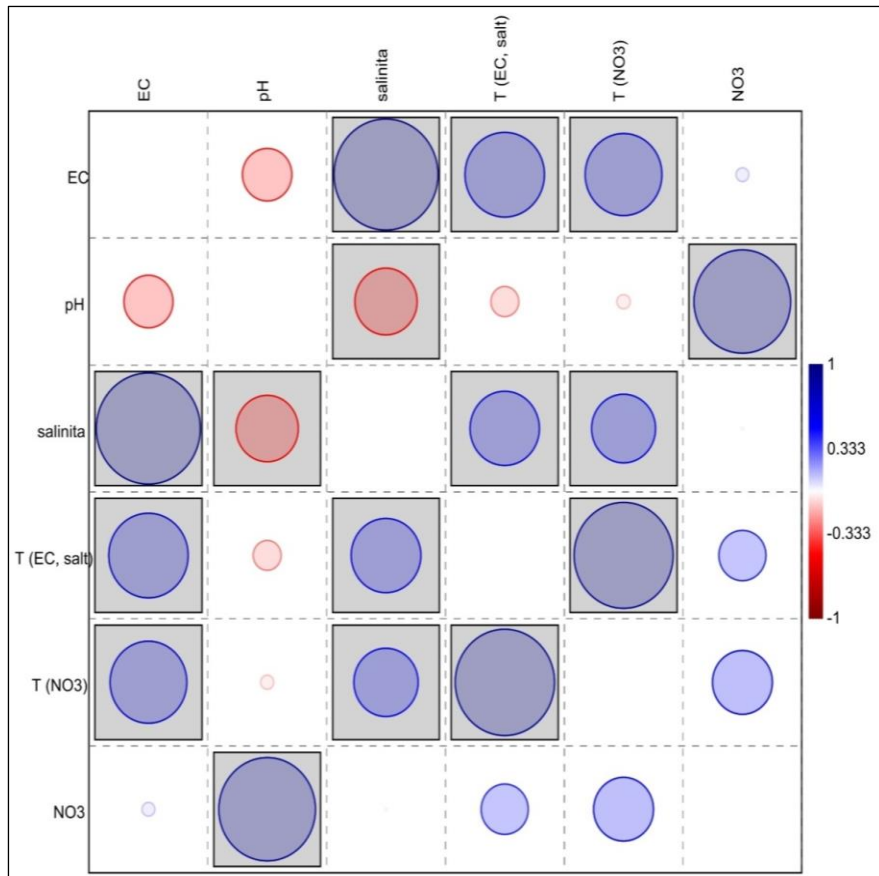 EC
pH
salinita
T (EC, salt)
T (NO3)
NO3
EC
pH
salinita
T (EC, salt)
T (NO3)
NO3
1
0.333
-0.333
-1